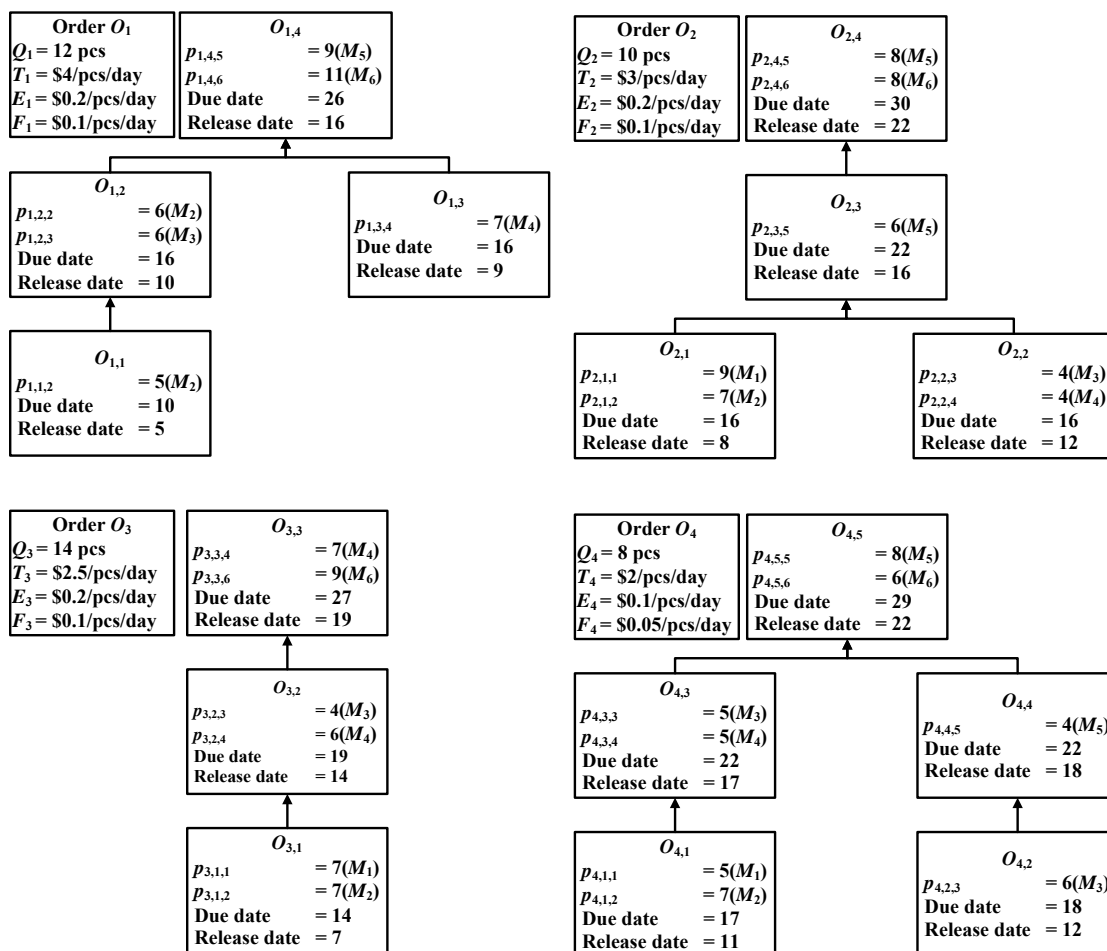 Order O1
Q1 = 12 pcs
T1 = $4/pcs/day
E1 = $0.2/pcs/day
F1 = $0.1/pcs/day
O1,4
p1,4,5 = 9(M5)
p1,4,6 = 11(M6)
Due date = 26
Release date = 16
O1,2
p1,2,2 = 6(M2)
p1,2,3 = 6(M3)
Due date = 16
Release date = 10
O1,3
p1,3,4 = 7(M4)
Due date = 16
Release date = 9
O1,1
p1,1,2 = 5(M2)
Due date = 10
Release date = 5
Order O2
Q2 = 10 pcs
T2 = $3/pcs/day
E2 = $0.2/pcs/day
F2 = $0.1/pcs/day
O2,4
p2,4,5 = 8(M5)
p2,4,6 = 8(M6)
Due date = 30
Release date = 22
O2,3
p2,3,5 = 6(M5)
Due date = 22
Release date = 16
O2,1
p2,1,1 = 9(M1)
p2,1,2 = 7(M2)
Due date = 16
Release date = 8
O2,2
p2,2,3 = 4(M3)
p2,2,4 = 4(M4)
Due date = 16
Release date = 12
Order O3
Q3 = 14 pcs
T3 = $2.5/pcs/day
E3 = $0.2/pcs/day
F3 = $0.1/pcs/day
O3,3
p3,3,4 = 7(M4)
p3,3,6 = 9(M6)
Due date = 27
Release date = 19
O3,2
p3,2,3 = 4(M3)
p3,2,4 = 6(M4)
Due date = 19
Release date = 14
O3,1
p3,1,1 = 7(M1)
p3,1,2 = 7(M2)
Due date = 14
Release date = 7
Order O4
Q4 = 8 pcs
T4 = $2/pcs/day
E4 = $0.1/pcs/day
F4 = $0.05/pcs/day
O4,5
p4,5,5 = 8(M5)
p4,5,6 = 6(M6)
Due date = 29
Release date = 22
O4,3
p4,3,3 = 5(M3)
p4,3,4 = 5(M4)
Due date = 22
Release date = 17
O4,4
p4,4,5 = 4(M5)
Due date = 22
Release date = 18
O4,1
p4,1,1 = 5(M1)
p4,1,2 = 7(M2)
Due date = 17
Release date = 11
O4,2
p4,2,3 = 6(M3)
Due date = 18
Release date = 12